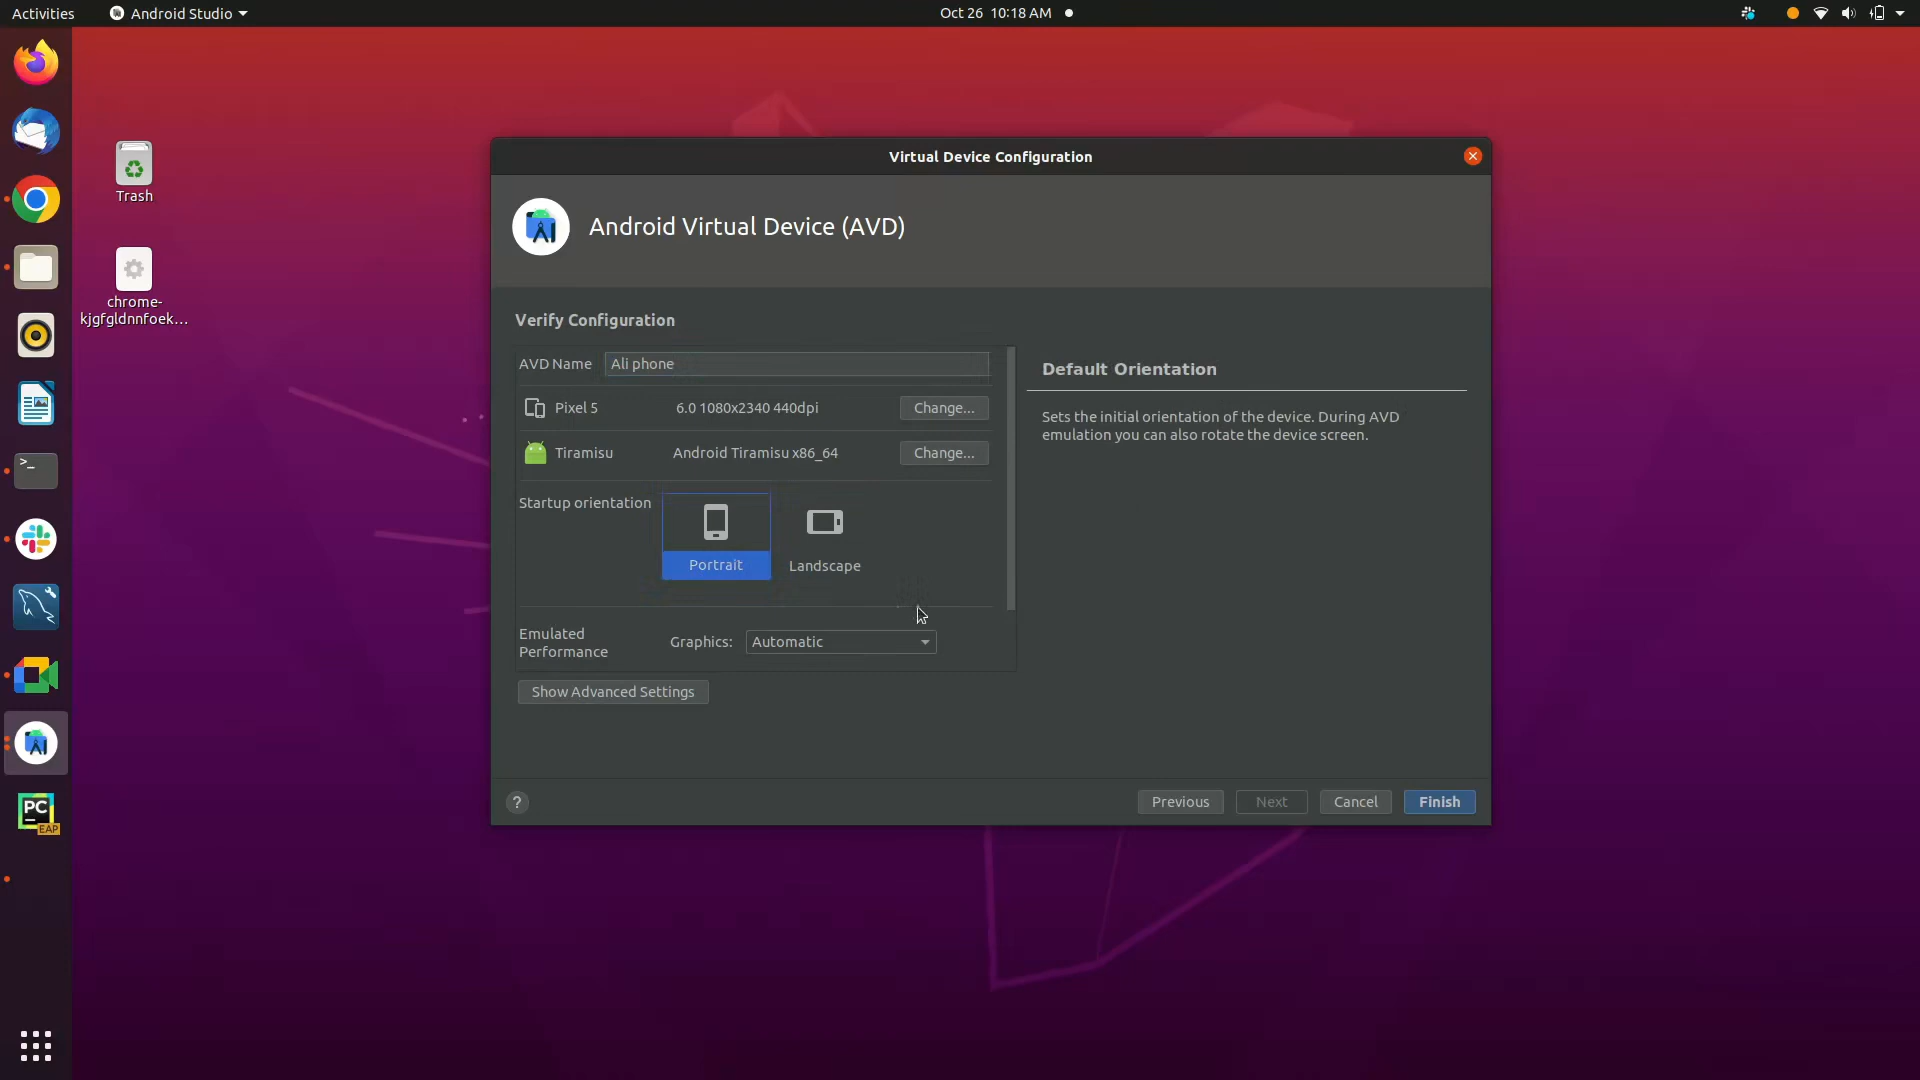 Activities
Android Studio
Oct 26 10:18 AM
Trash
chrome-
kjgfgldnnfoek...
Virtual Device Configuration
Android Virtual Device (AVD)
Verify Configuration
AVD Name
Ali phone
Pixel 5
6.0 1080x2340 440dpi
Change...
Tiramisu
Android Tiramisu x86_64
Change...
Startup orientation
Portrait
Landscape
Emulated
Performance
Graphics:
Automatic
Show Advanced Settings
Default Orientation
Sets the initial orientation of the device. During AVD
emulation you can also rotate the device screen.
?
Previous
Next
Cancel
Finish
>_
PC
EAP